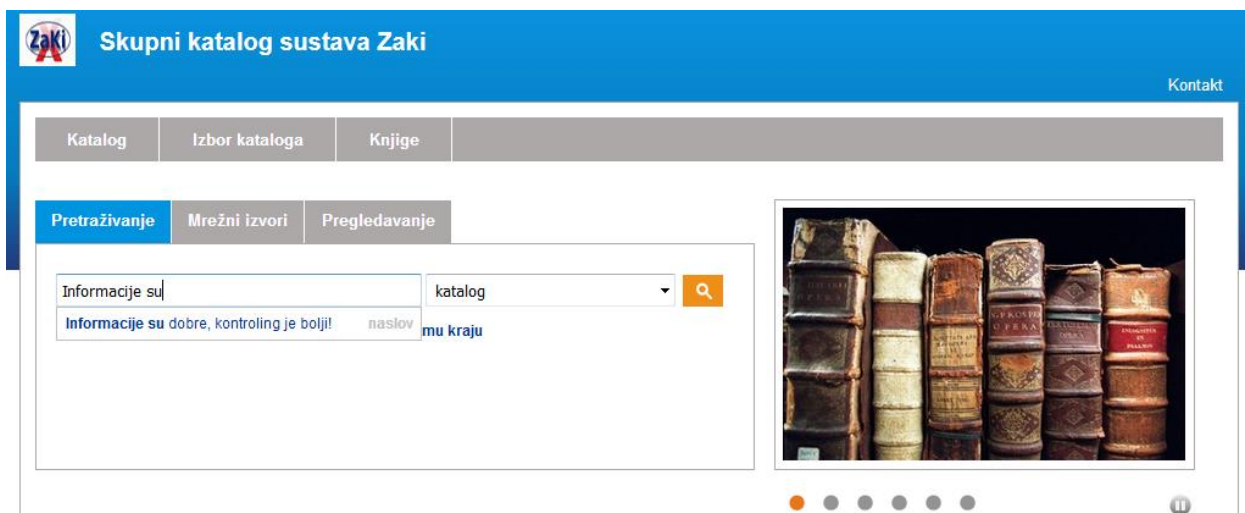 ZaKi
Skupni katalog sustava Zaki
Kontakt
Katalog Izbor kataloga Knjige
Pretraživanje Mrežni izvori Pregledavanje
Informacije su katalog
Informacije su dobre, kontroling je bolji! naslov mu kraju
OPERA